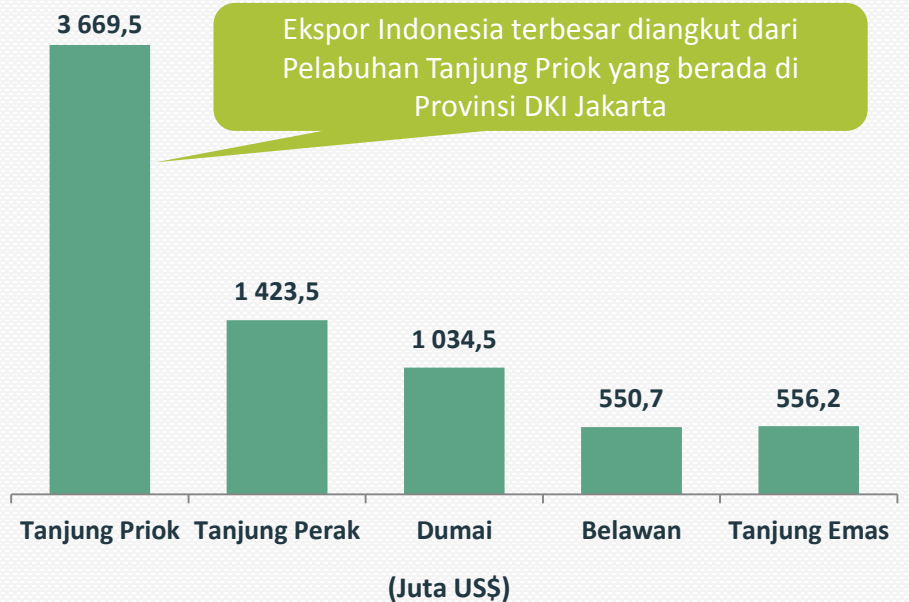 3 669,5
Ekspor Indonesia terbesar diangkut dari
Pelabuhan Tanjung Priok yang berada di
Provinsi DKI Jakarta
1 423,5
1 034,5
550,7
556,2
Tanjung Priok
Tanjung Perak
Dumai
Belawan
Tanjung Emas
(Juta US$)